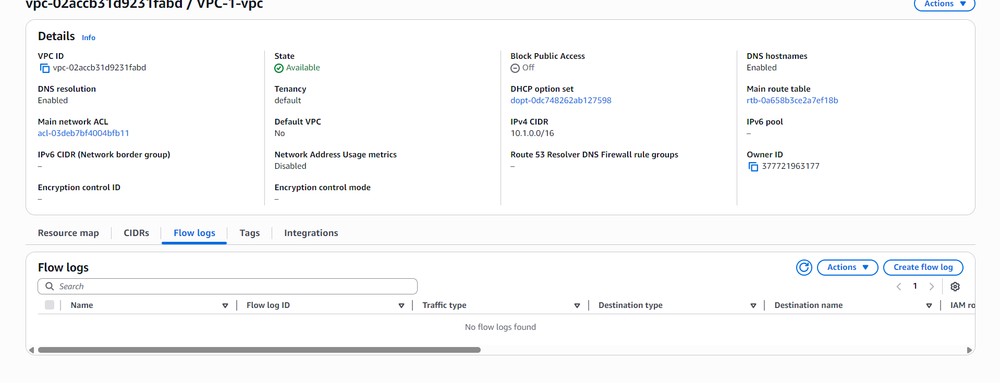 vpc-02accb31d9231fabd / VPC-1-vpc
Actions
Details Info
VPC ID
vpc-02accb31d9231fabd
State
Available
Block Public Access
Off
DNS hostnames
Enabled
DNS resolution
Enabled
Tenancy
default
DHCP option set
dopt-0dc748262ab127598
Main route table
rtb-0a658b3ce2a7ef18b
Main network ACL
acl-03deb7bf4004bfb11
Default VPC
No
IPv4 CIDR
10.1.0.0/16
IPv6 pool
–
IPv6 CIDR (Network border group)
–
Network Address Usage metrics
Disabled
Route 53 Resolver DNS Firewall rule groups
–
Owner ID
377721963177
Encryption control ID
–
Encryption control mode
–
Resource map CIDRs Flow logs Tags Integrations
Flow logs
Actions Create flow log
Search
1
Name Flow log ID Traffic type Destination type Destination name IAM ro
No flow logs found